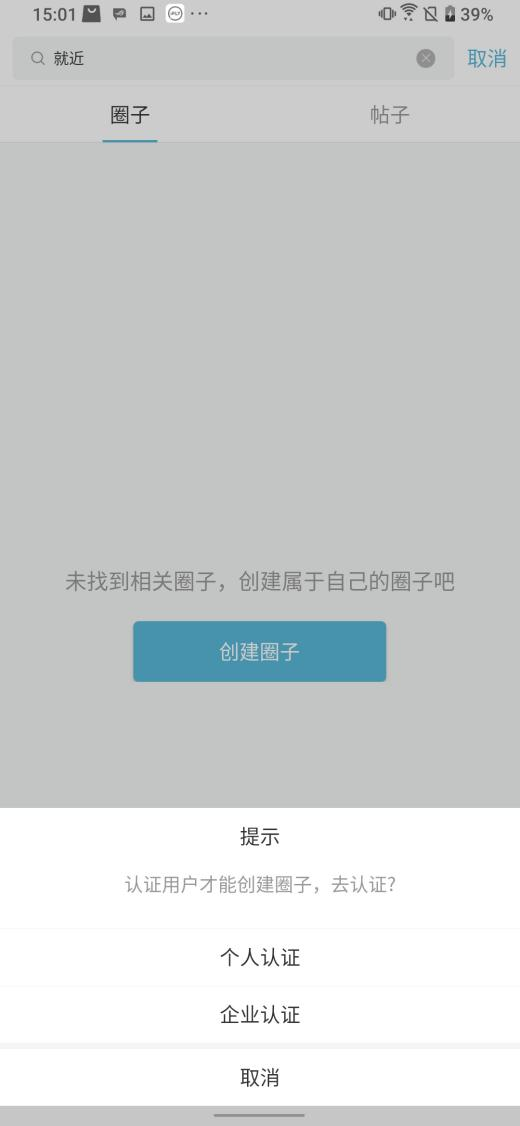 15:01
39%
就近
取消
圈子
帖子
未找到相关圈子，创建属于自己的圈子吧
创建圈子
提示
认证用户才能创建圈子，去认证?
个人认证
企业认证
取消